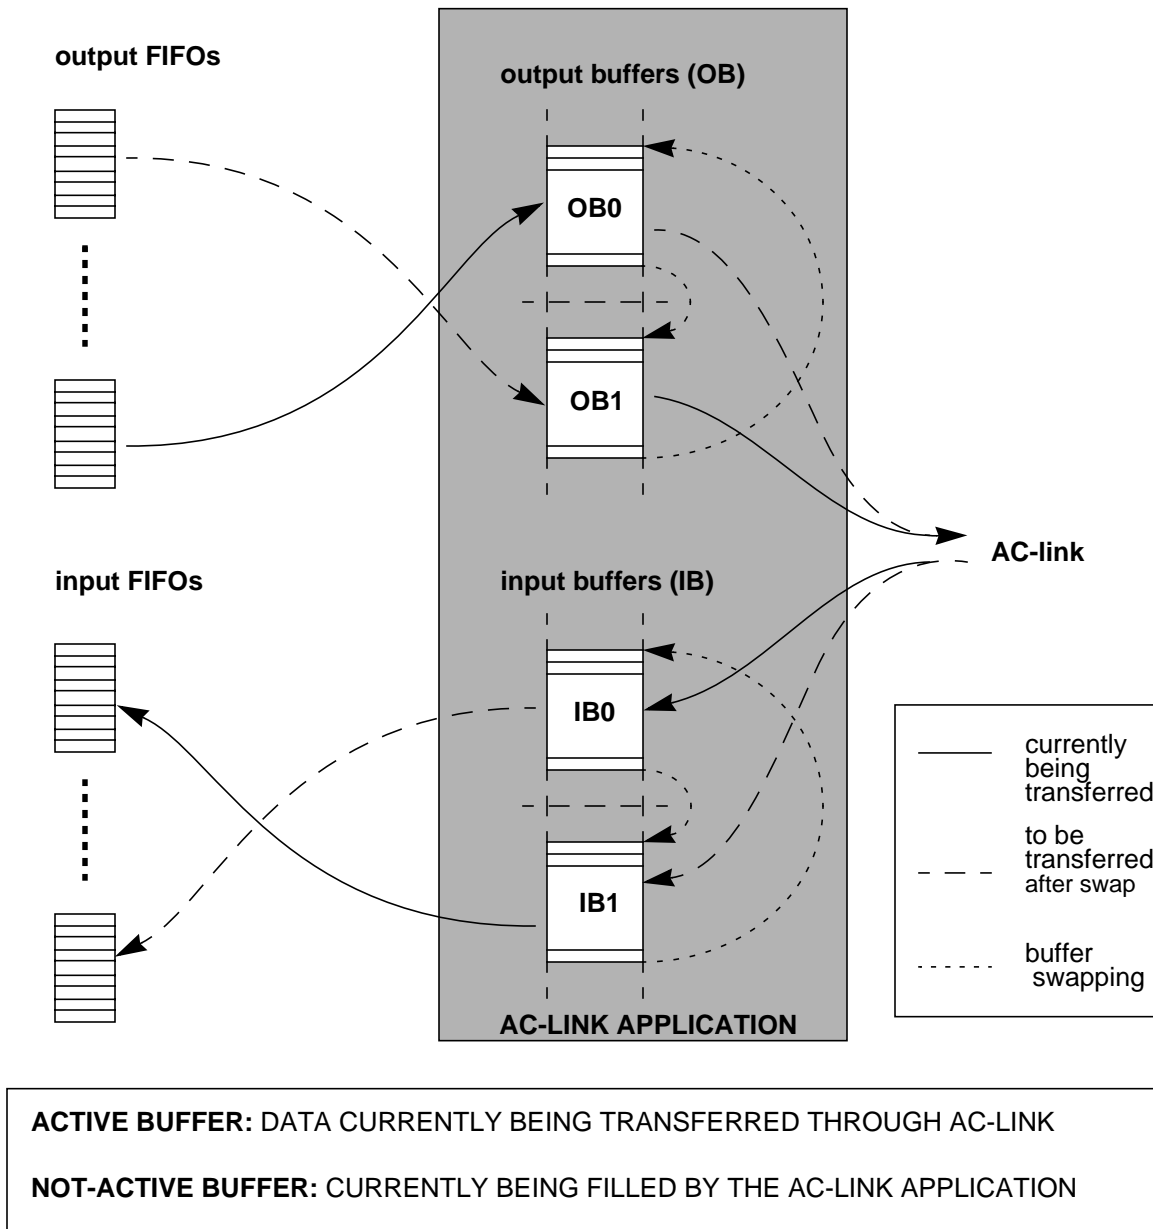 output FIFOs
output buffers (OB)
OB0
OB1
AC-link
input FIFOs
input buffers (IB)
IB0
IB1
AC-LINK APPLICATION
currently
being
transferred
to be
transferred
after swap
buffer
swapping
ACTIVE BUFFER: DATA CURRENTLY BEING TRANSFERRED THROUGH AC-LINK
NOT-ACTIVE BUFFER: CURRENTLY BEING FILLED BY THE AC-LINK APPLICATION